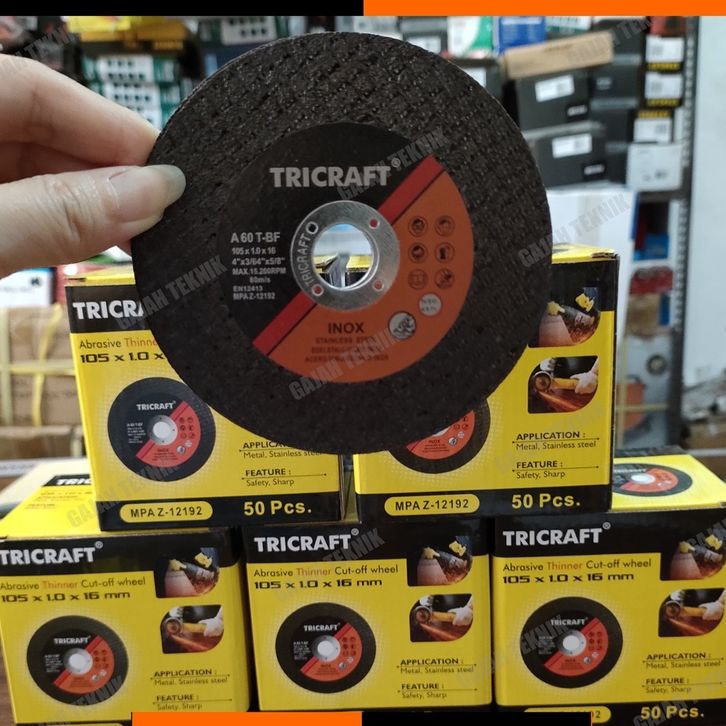 TRICRAFT®
A 60 T-BF
105 x 1.0 x 16
4"x3/64"x5/8"
MAX.15.200RPM
80m/s
EN12413
MPA Z-12192
TRICRAFT
INOX
STAINLESS STEEL
GAJAH TEKNIK
TRICRAFT
Abrasive Thinner
105 x 1.0 x
TRICRAFT
A 60 T-BF
INOX
APPLICATION :
Metal, Stainless steel
FEATURE :
Safety, Sharp
MPA Z-12192
50 Pcs.
APPLICATION :
Metal, Stainless steel
FEATURE :
Safety, Sharp
MPA Z-12192
50 Pcs.
TRICRAFT®
Abrasive Thinner Cut-off wheel
105 x 1.0 x 16 mm
TRICRAFT
APPLICATION :
Metal, Stainless steel
FEATURE :
Safety, Sharp
TRICRAFT®
Abrasive Thinner Cut-off wheel
105 x 1.0 x 16 mm
TRICRAFT
APPLICATION :
Metal, Stainless steel
FEATURE :
Safety, Sharp
TRICRAFT®
Abrasive Thinner Cut-off wheel
105 x 1.0 x 16 mm
TRICRAFT
APPLICATION :
Metal, Stainless steel
FEATURE :
Safety, Sharp
50 Pcs.